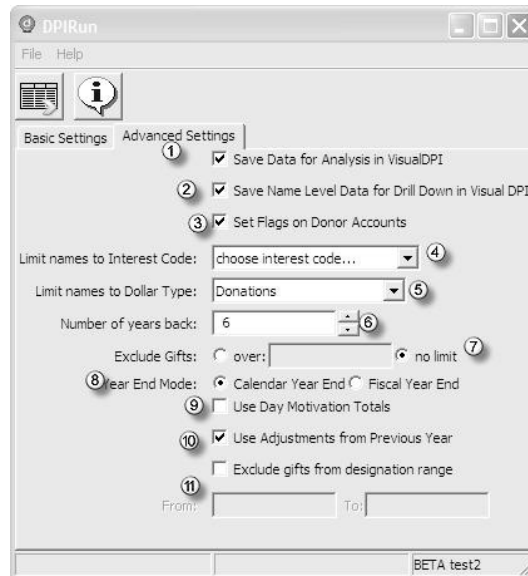 DPIRun
File Help
Basic Settings Advanced Settings
① Save Data for Analysis in VisualDPI
② Save Name Level Data for Drill Down in Visual DPI
③ Set Flags on Donor Accounts
Limit names to Interest Code: choose interest code... ④
Limit names to Dollar Type: Donations ⑤
Number of years back: 6 ⑥
Exclude Gifts: over: no limit ⑦
⑧ Year End Mode: Calendar Year End Fiscal Year End
⑨ Use Day Motivation Totals
⑩ Use Adjustments from Previous Year
Exclude gifts from designation range
⑪
From: To:
BETA test2